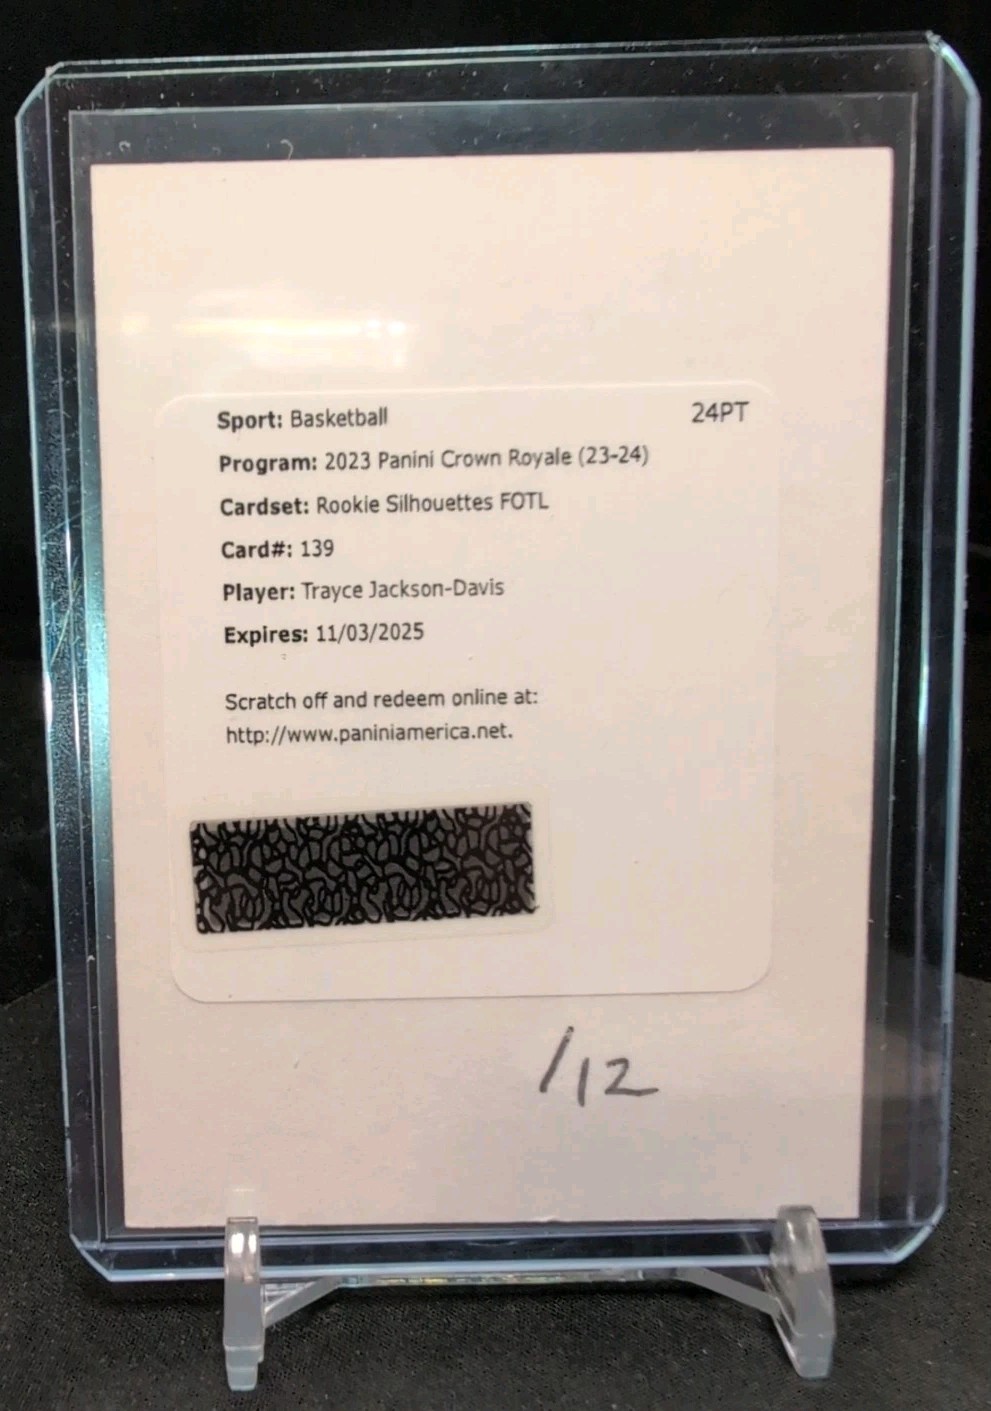 Sport: Basketball 24PT
Program: 2023 Panini Crown Royale (23-24)
Cardset: Rookie Silhouettes FOTL
Card#: 139
Player: Trayce Jackson-Davis
Expires: 11/03/2025
Scratch off and redeem online at:
http://www.paniniamerica.net.
/12